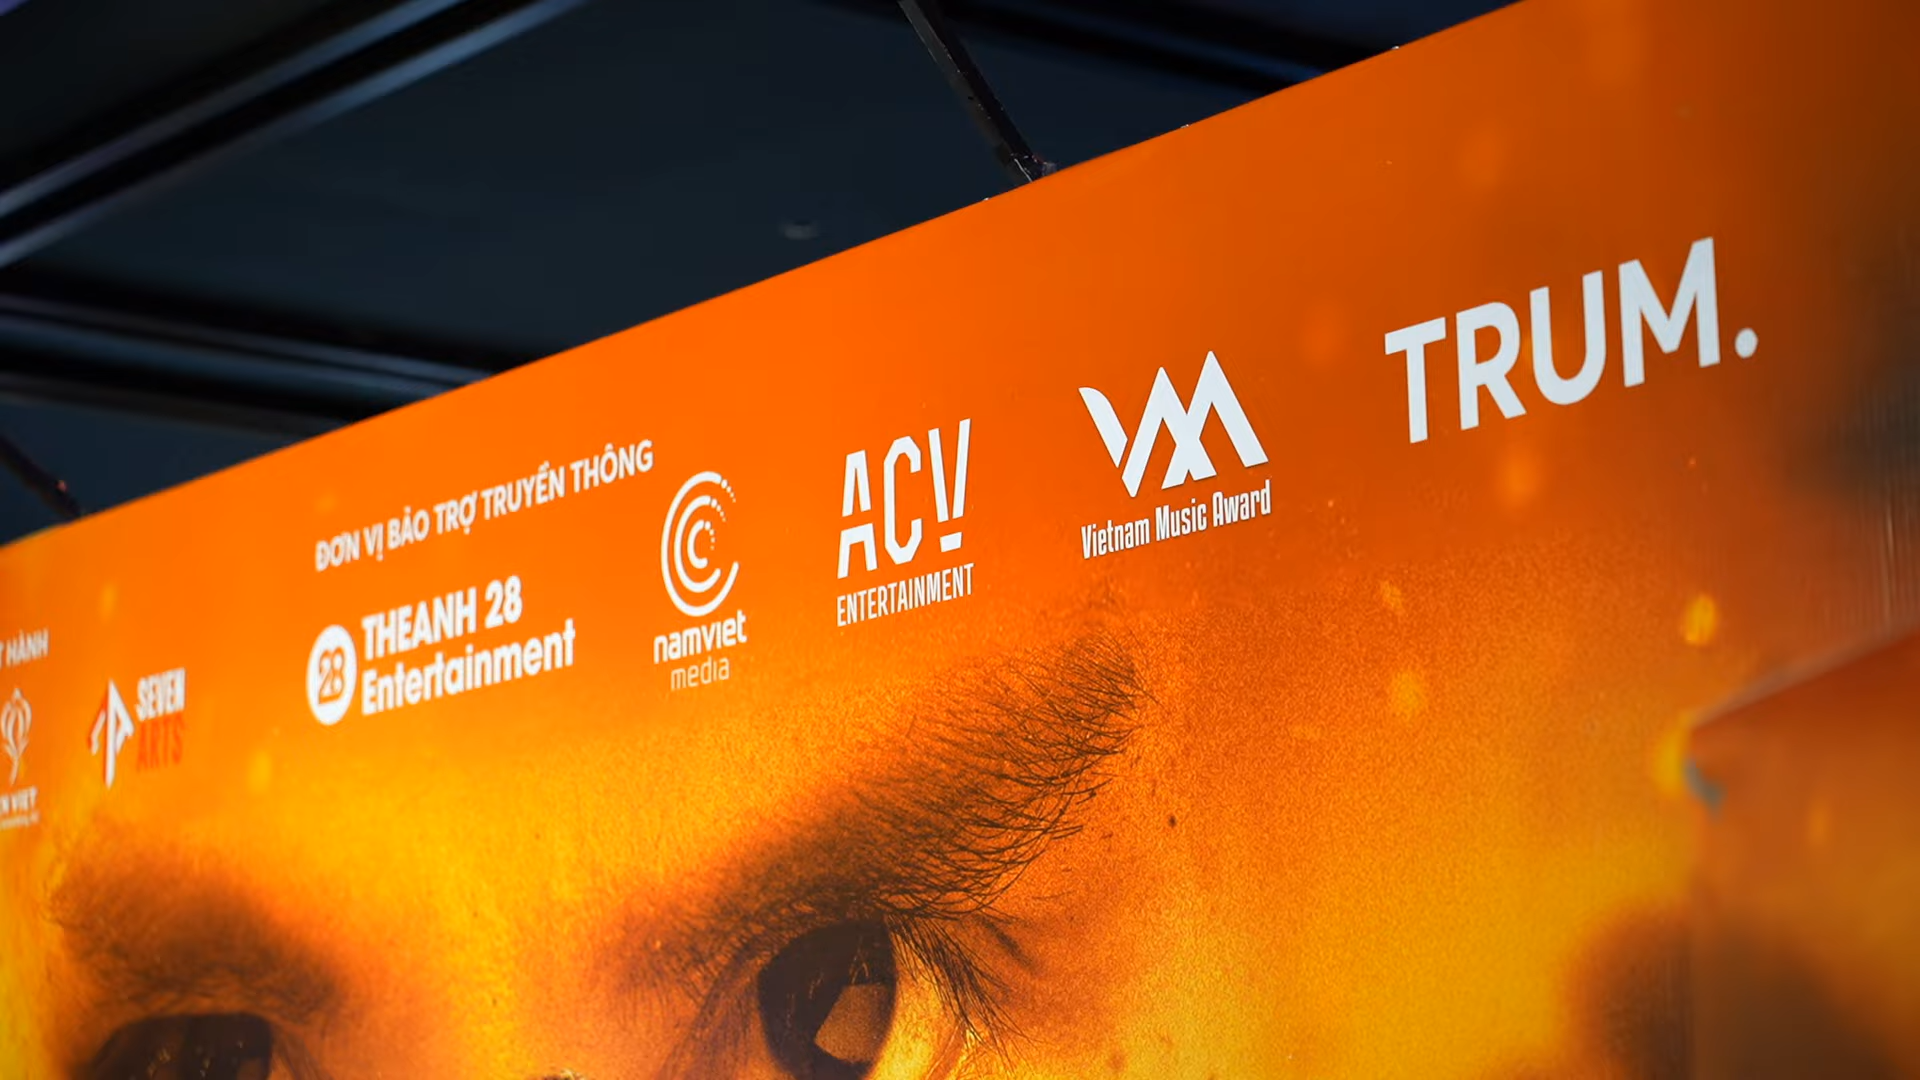 HÀNH
SEVEN
ARTS
ĐƠN VỊ BẢO TRỢ TRUYỀN THÔNG
28
THEANH 28
Entertainment
namviet
media
ACV
ENTERTAINMENT
Vietnam Music Award
TRUM.